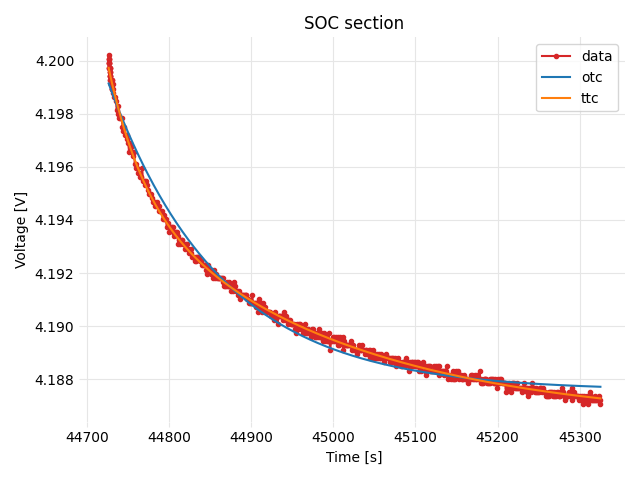 SOC section
data
otc
ttc
Voltage [V]
4.200
4.198
4.196
4.194
4.192
4.190
4.188
44700 44800 44900 45000 45100 45200 45300
Time [s]